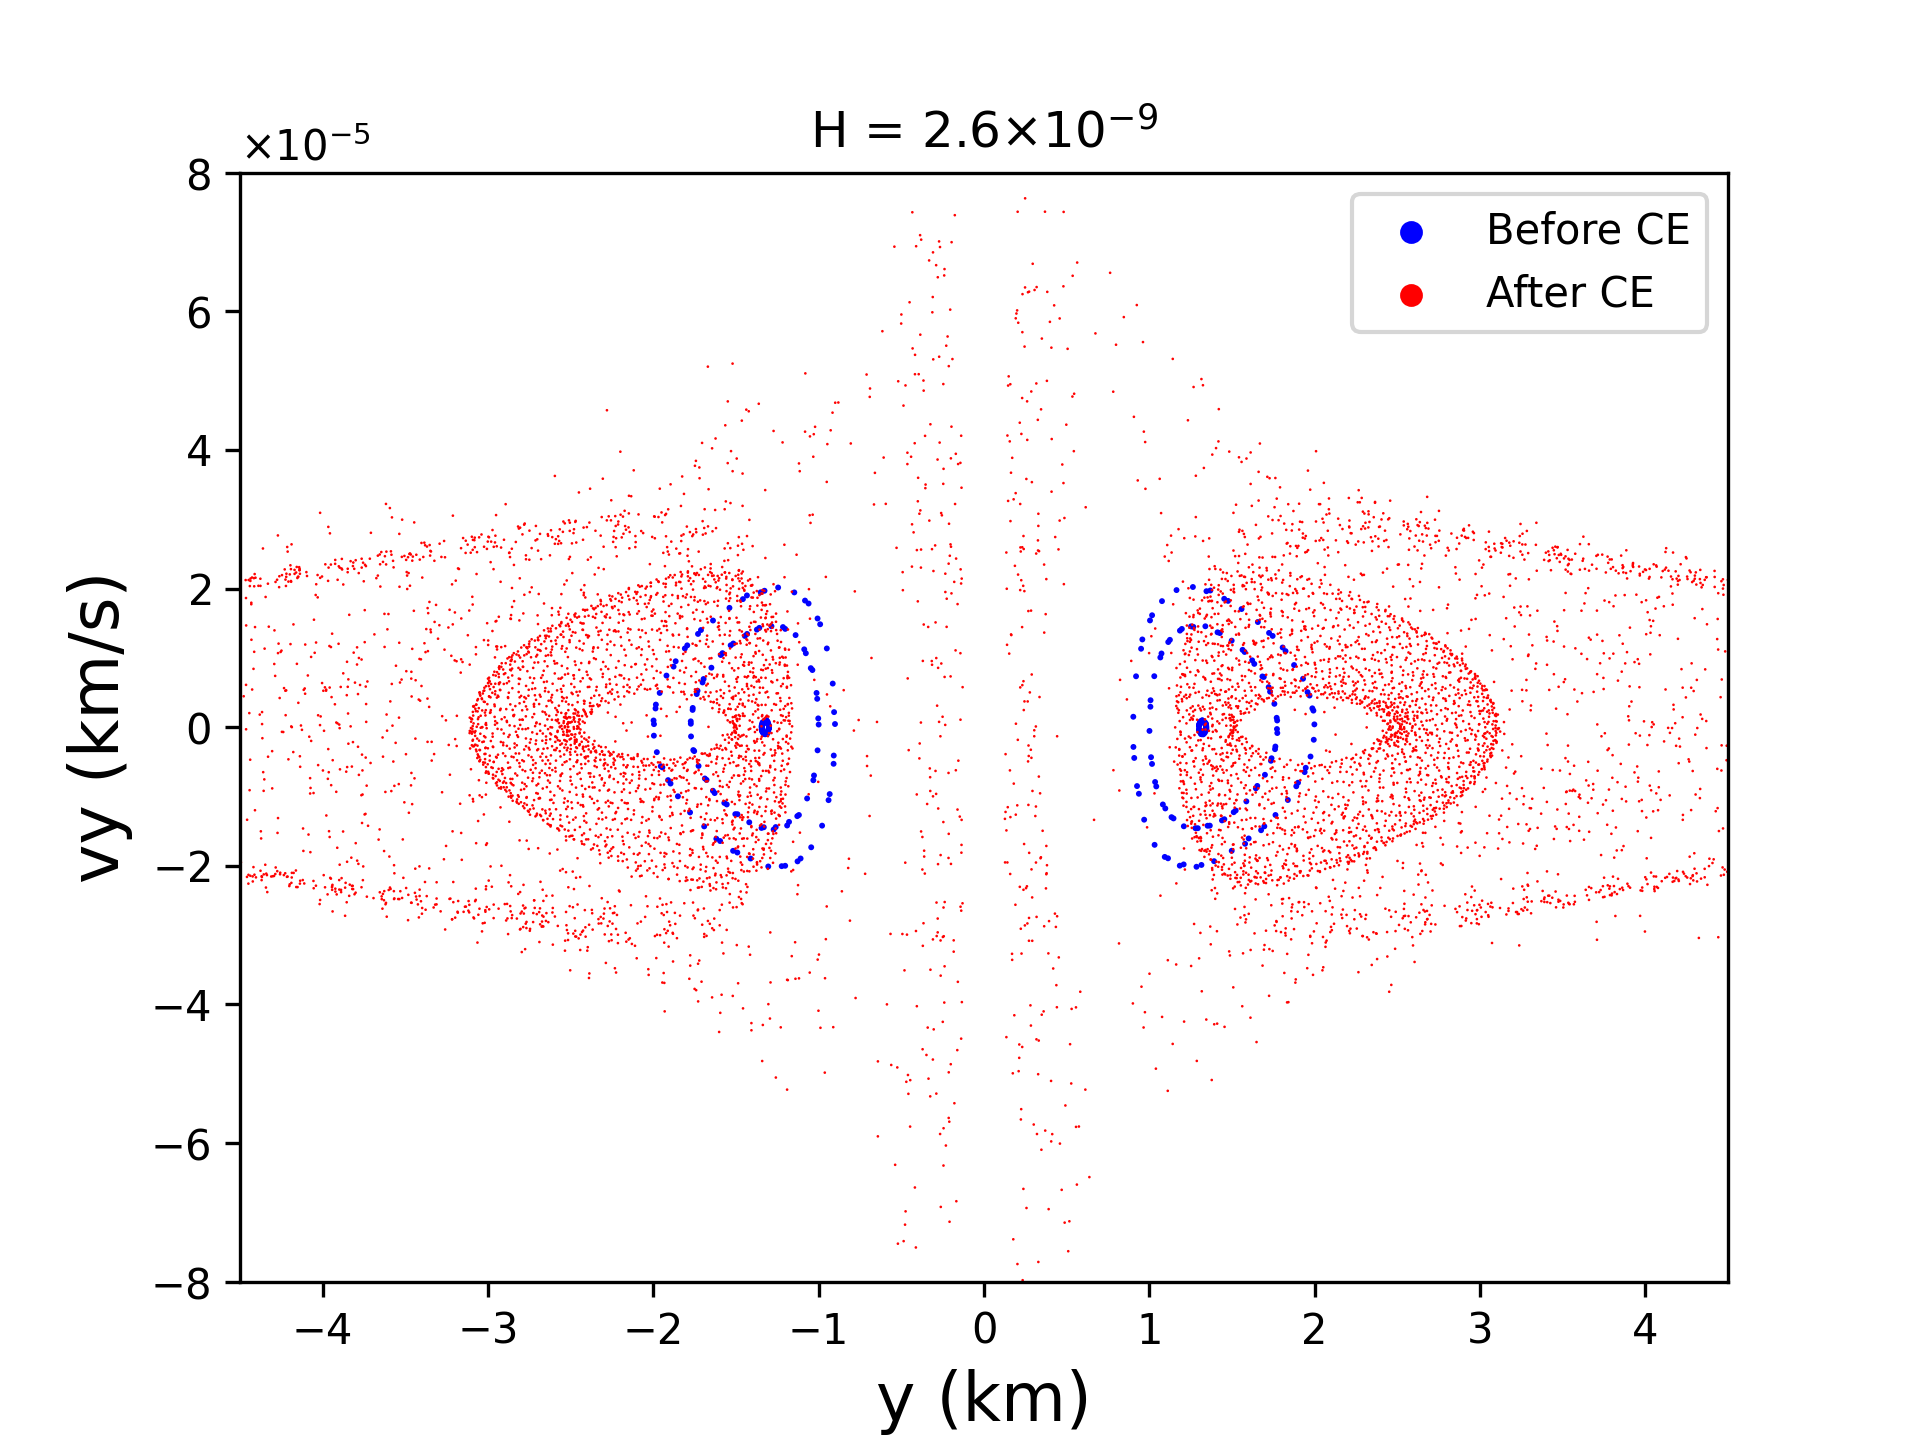 H = 2.6×10⁻⁹
×10⁻⁵
Before CE
After CE
8
6
4
2
0
−2
−4
−6
−8
vy (km/s)
−4 −3 −2 −1 0 1 2 3 4
y (km)